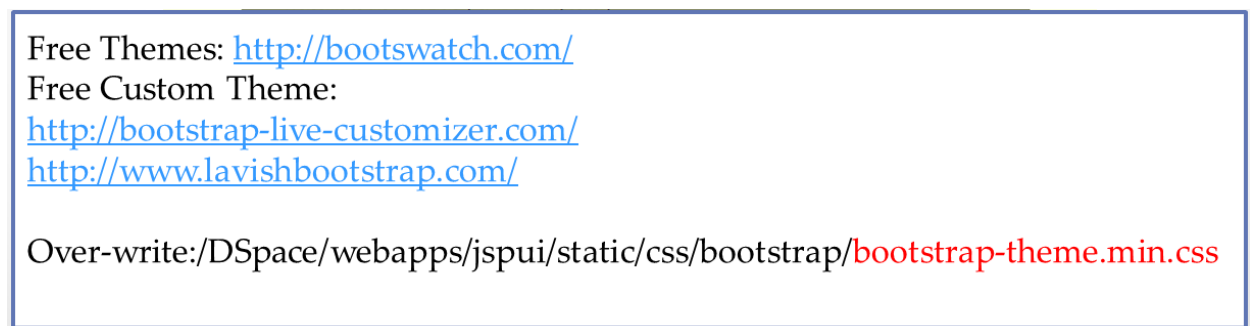 Free Themes: http://bootswatch.com/
Free Custom Theme:
http://bootstrap-live-customizer.com/
http://www.lavishbootstrap.com/
Over-write:/DSpace/webapps/jspui/static/css/bootstrap/bootstrap-theme.min.css